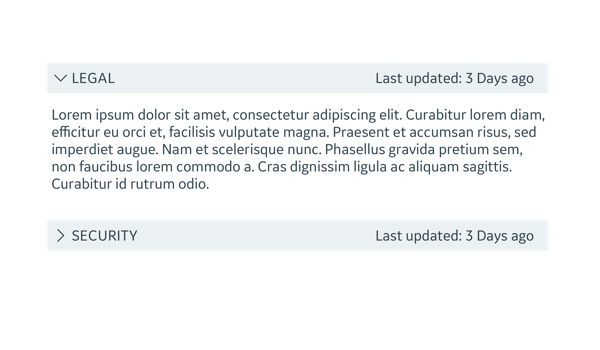 LEGAL Last updated: 3 Days ago
Lorem ipsum dolor sit amet, consectetur adipiscing elit. Curabitur lorem diam,
efficitur eu orci et, facilisis vulputate magna. Praesent et accumsan risus, sed
imperdiet augue. Nam et scelerisque nunc. Phasellus gravida pretium sem,
non faucibus lorem commodo a. Cras dignissim ligula ac aliquam sagittis.
Curabitur id rutrum odio.
SECURITY Last updated: 3 Days ago